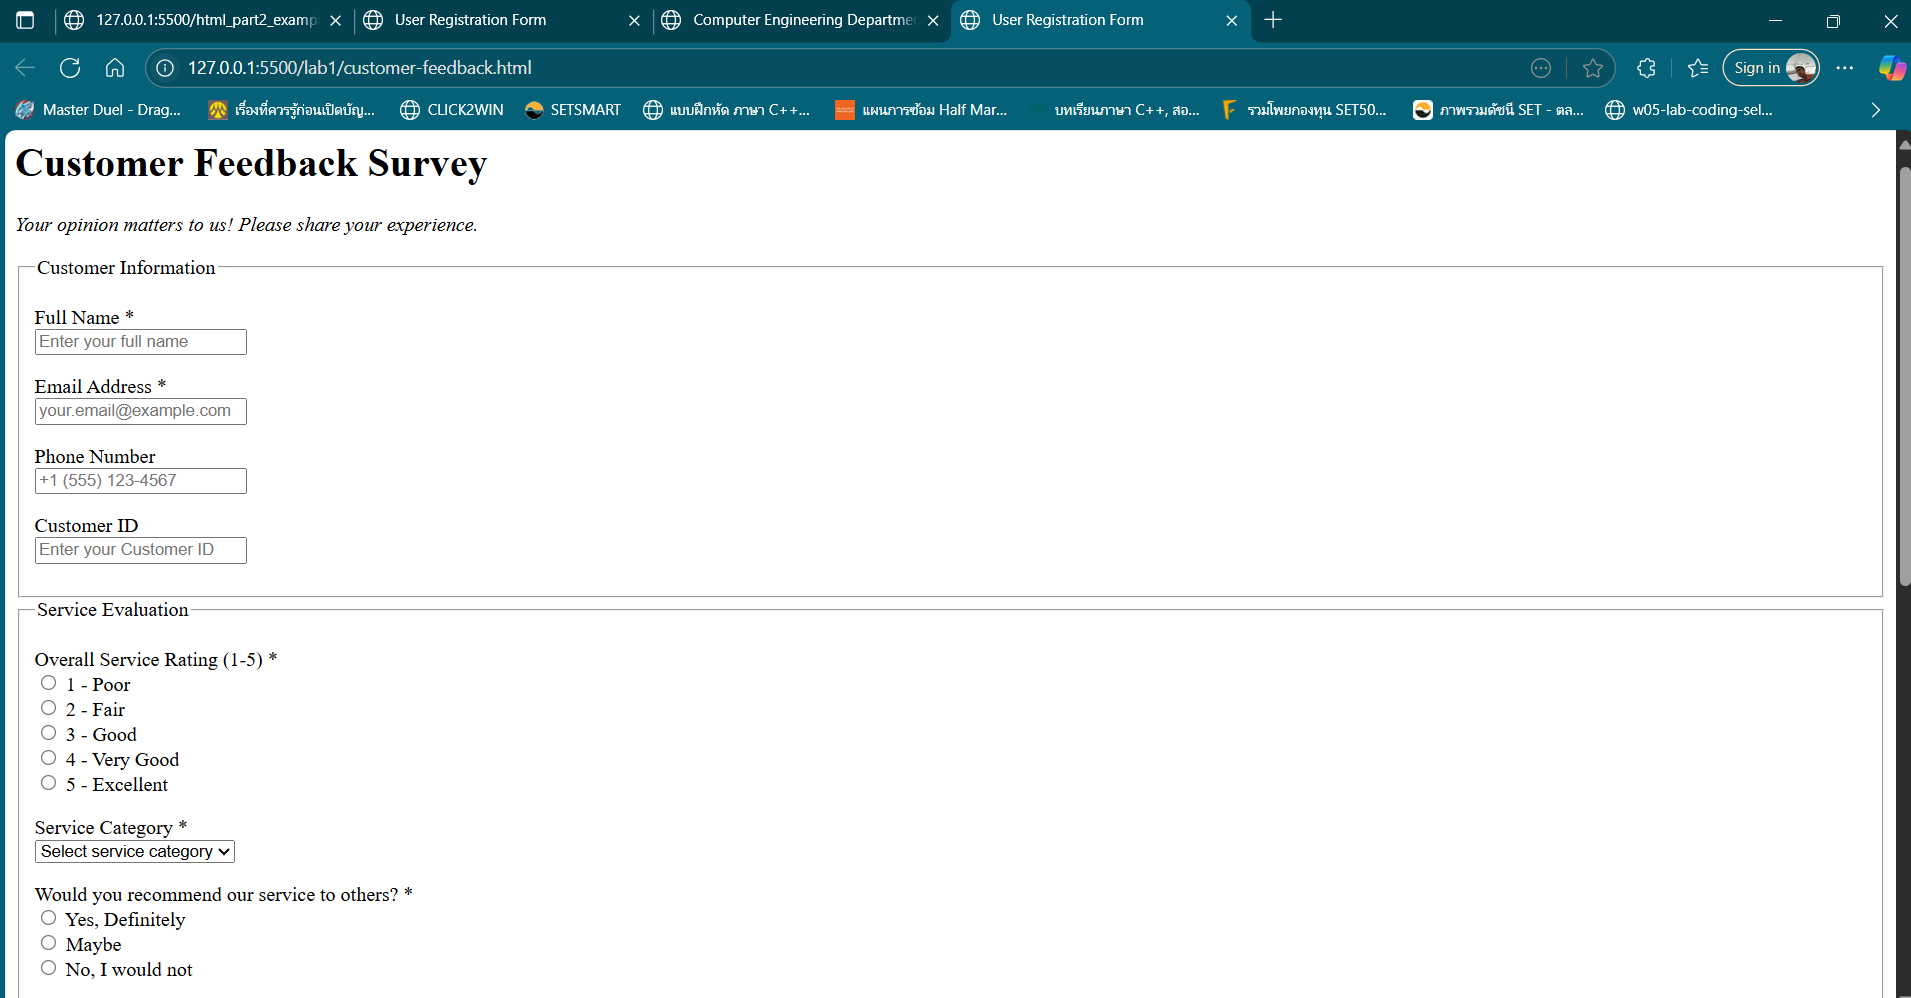 127.0.0.1:5500/html_part2_examp
User Registration Form
Computer Engineering Departme
User Registration Form
127.0.0.1:5500/lab1/customer-feedback.html
Sign in
Master Duel - Drag...
เรื่องที่ควรรู้ก่อนเปิดบัญ...
CLICK2WIN
SETSMART
แบบฝึกหัด ภาษา C++...
แผนการซ้อม Half Mar...
บทเรียนภาษา C++, สอ...
รวมโพยกองทุน SET50...
ภาพรวมดัชนี SET - ตล...
w05-lab-coding-sel...
Customer Feedback Survey
Your opinion matters to us! Please share your experience.
Customer Information
Full Name *
Enter your full name
Email Address *
your.email@example.com
Phone Number
+1 (555) 123-4567
Customer ID
Enter your Customer ID
Service Evaluation
Overall Service Rating (1-5) *
1 - Poor
2 - Fair
3 - Good
4 - Very Good
5 - Excellent
Service Category *
Select service category
Would you recommend our service to others? *
Yes, Definitely
Maybe
No, I would not